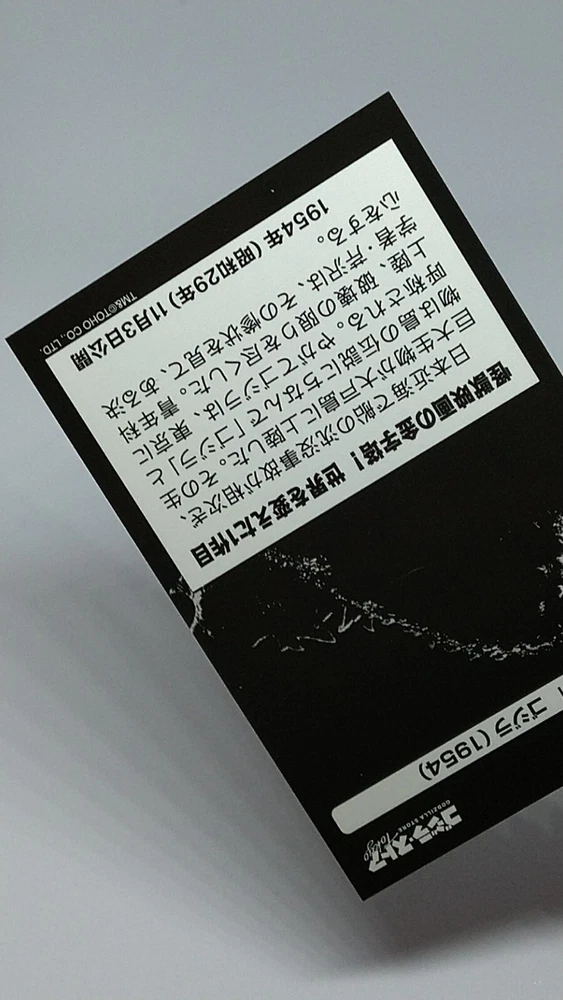 ゴジラ・ストア
GODZILLA STORE Tokyo
ゴジラ(1954)
怪獣映画の金字塔！世界を変えた1作目
日本近海で船の沈没事故が相次ぎ、
巨大生物が大戸島に上陸した。その生
物は島の伝説にちなんで「ゴジラ」と
呼称される。やがてゴジラは、東京に
上陸、破壊の限りを尽くした。青年科
学者・芹沢は、その惨状を見て、ある決
心をする。
1954年(昭和29年)11月3日公開
TM&©TOHO CO., LTD.